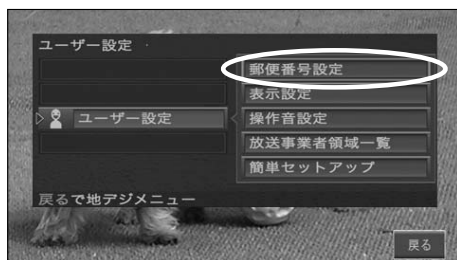 ユーザー設定
郵便番号設定
表示設定
ユーザー設定
操作音設定
放送事業者領域一覧
簡単セットアップ
戻るで地デジメニュー
戻る